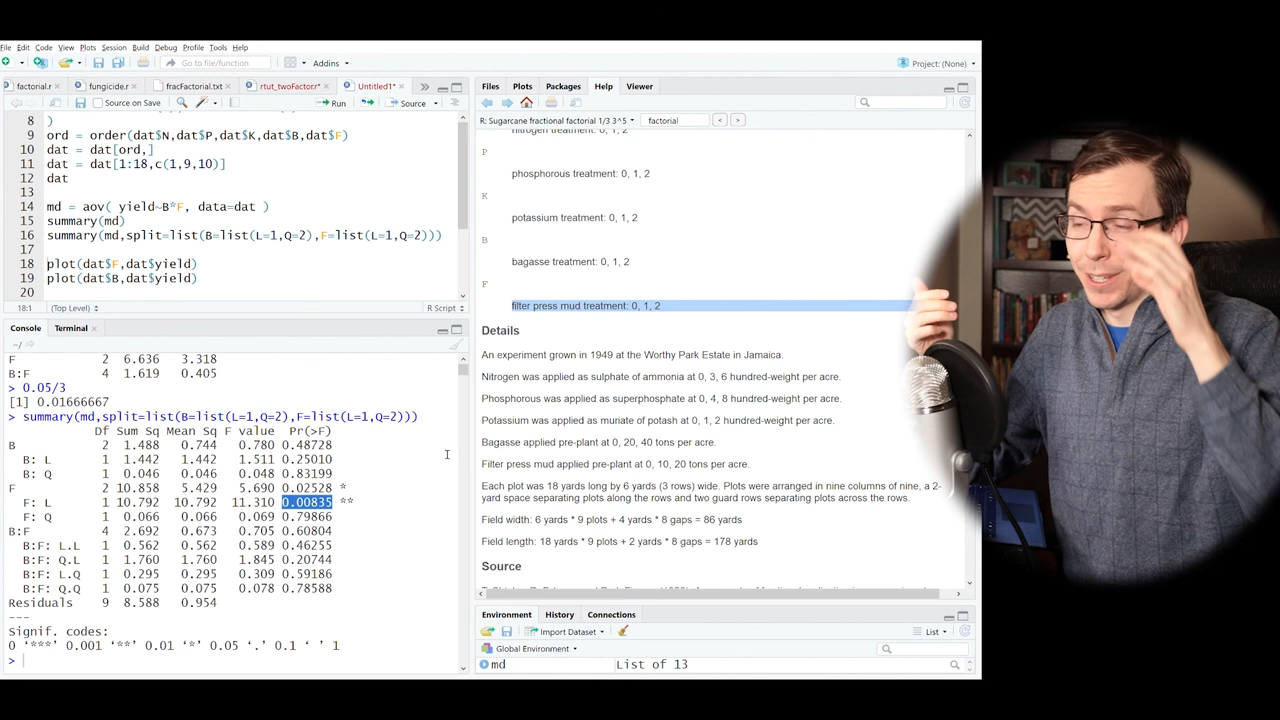 File Edit Code View Plots Session Build Debug Profile Tools Help
Go to file/function
Addins
Project: (None)
factorial.r
fungicide.r
fracFactorial.txt
rtut_twoFactor.r*
Untitled1*
Source on Save
Run
Source
8 )
9 ord = order(dat$N,dat$P,dat$K,dat$B,dat$F)
10 dat = dat[ord,]
11 dat = dat[1:18,c(1,9,10)]
12 dat
13
14 md = aov( yield~B*F, data=dat )
15 summary(md)
16 summary(md,split=list(B=list(L=1,Q=2),F=list(L=1,Q=2)))
17
18 plot(dat$F,dat$yield)
19 plot(dat$B,dat$yield)
20
18:1 (Top Level) R Script
Console Terminal
~/
F 2 6.636 3.318
B:F 4 1.619 0.405
> 0.05/3
[1] 0.01666667
> summary(md,split=list(B=list(L=1,Q=2),F=list(L=1,Q=2)))
Df Sum Sq Mean Sq F value Pr(>F)
B 2 1.488 0.744 0.780 0.48728
B: L 1 1.442 1.442 1.511 0.25010
B: Q 1 0.046 0.046 0.048 0.83199
F 2 10.858 5.429 5.690 0.02528 *
F: L 1 10.792 10.792 11.310 0.00835 **
F: Q 1 0.066 0.066 0.069 0.79866
B:F 4 2.692 0.673 0.705 0.60804
B:F: L.L 1 0.562 0.562 0.589 0.46255
B:F: Q.L 1 1.760 1.760 1.845 0.20744
B:F: L.Q 1 0.295 0.295 0.309 0.59186
B:F: Q.Q 1 0.075 0.075 0.078 0.78588
Residuals 9 8.588 0.954
---
Signif. codes:
0 ‘***’ 0.001 ‘**’ 0.01 ‘*’ 0.05 ‘.’ 0.1 ‘ ’ 1
>
Files Plots Packages Help Viewer
R: Sugarcane fractional factorial 1/3 3^5
factorial
nitrogen treatment: 0, 1, 2
P
phosphorous treatment: 0, 1, 2
K
potassium treatment: 0, 1, 2
B
bagasse treatment: 0, 1, 2
F
filter press mud treatment: 0, 1, 2
Details
An experiment grown in 1949 at the Worthy Park Estate in Jamaica.
Nitrogen was applied as sulphate of ammonia at 0, 3, 6 hundred-weight per acre.
Phosphorous was applied as superphosphate at 0, 4, 8 hundred-weight per acre.
Potassium was applied as muriate of potash at 0, 1, 2 hundred-weight per acre.
Bagasse applied pre-plant at 0, 20, 40 tons per acre.
Filter press mud applied pre-plant at 0, 10, 20 tons per acre.
Each plot was 18 yards long by 6 yards (3 rows) wide. Plots were arranged in nine columns of nine, a 2-
yard space separating plots along the rows and two guard rows separating plots across the rows.
Field width: 6 yards * 9 plots + 4 yards * 8 gaps = 86 yards
Field length: 18 yards * 9 plots + 2 yards * 8 gaps = 178 yards
Source
Environment History Connections
Import Dataset
List
Global Environment
md List of 13